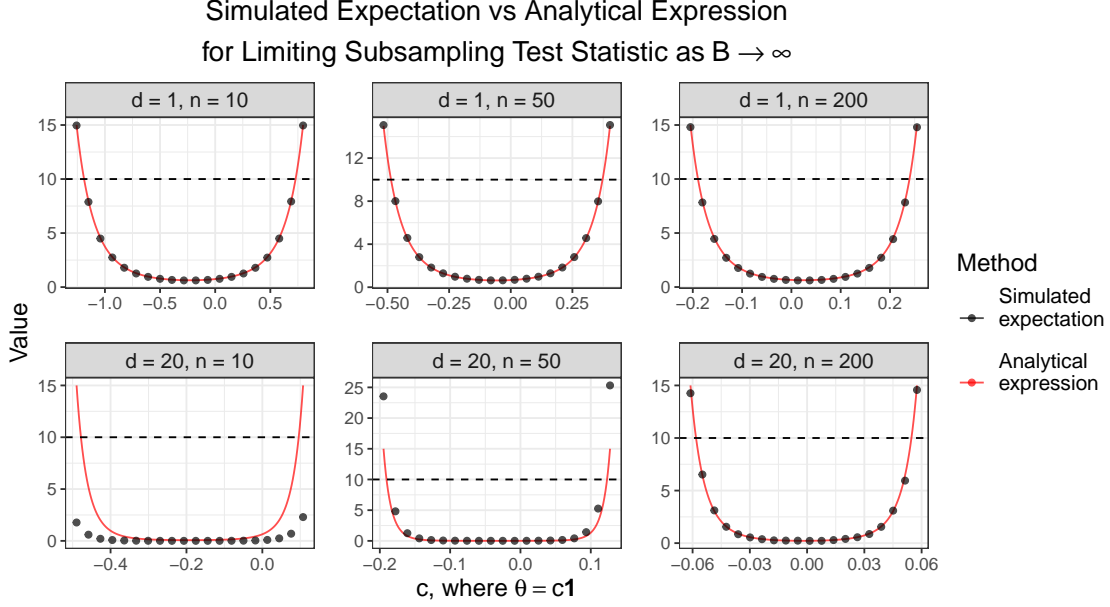 Simulated Expectation vs Analytical Expression
for Limiting Subsampling Test Statistic as B → ∞
d = 1, n = 10
d = 1, n = 50
d = 1, n = 200
15
10
5
0
−1.0 −0.5 0.0 0.5
12
8
4
0
−0.50 −0.25 0.00 0.25
15
10
5
0
−0.2 −0.1 0.0 0.1 0.2
d = 20, n = 10
d = 20, n = 50
d = 20, n = 200
15
10
5
0
−0.4 −0.2 0.0
25
20
15
10
5
0
−0.2 −0.1 0.0 0.1
15
10
5
0
−0.06 −0.03 0.00 0.03 0.06
Value
c, where θ = c1
Method
Simulated
expectation
Analytical
expression